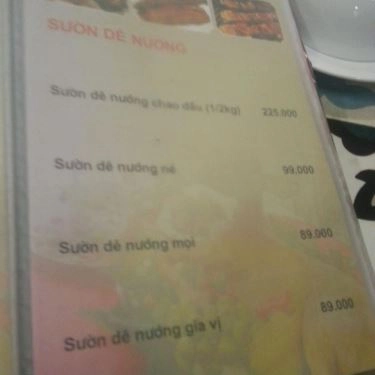 SƯỜN DÊ NƯỚNG
Sườn dê nướng chao dầu (1/2kg) 225.000
Sườn dê nướng né 99,000
Sườn dê nướng mọi 89.000
Sườn dê nướng gia vị 89.000